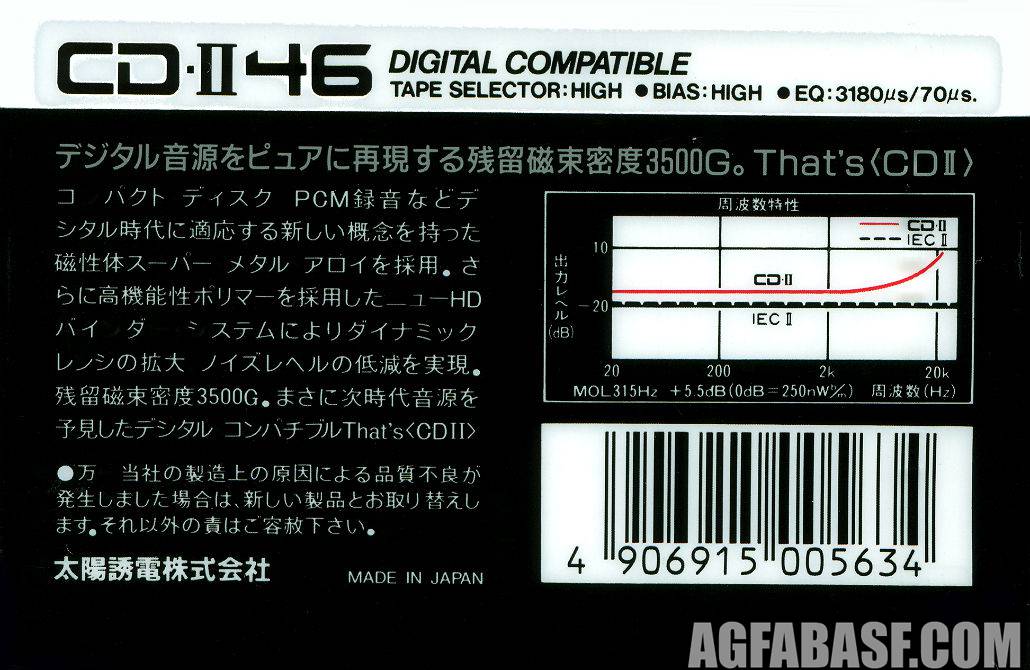 CD·II 46
DIGITAL COMPATIBLE
TAPE SELECTOR:HIGH ●BIAS:HIGH ●EQ:3180µs/70µs.
デジタル音源をピュアに再現する残留磁束密度3500G。That's〈CDII〉
コンパクト ディスク PCM録音などデ
ジタル時代に適応する新しい概念を持った
磁性体スーパー メタル アロイを採用。さ
らに高機能性ポリマーを採用したニューHD
バインダー システムによりダイナミック
レンジの拡大 ノイズレベルの低減を実現。
残留磁束密度3500G。まさに次時代音源を
予見したデジタル コンパチブルThat's〈CDII〉
●万 当社の製造上の原因による品質不良が
発生しました場合は、新しい製品とお取り替えし
ます。それ以外の責はご容赦下さい。
太陽誘電株式会社
MADE IN JAPAN
周波数特性
CD·II
IEC II
出力レベル(dB)
10
CD·II
-20
IEC II
20 200 2k 20k
MOL315Hz +5.5dB(0dB=250nW/m) 周波数(Hz)
4 906915 005634
AGFABASF.COM